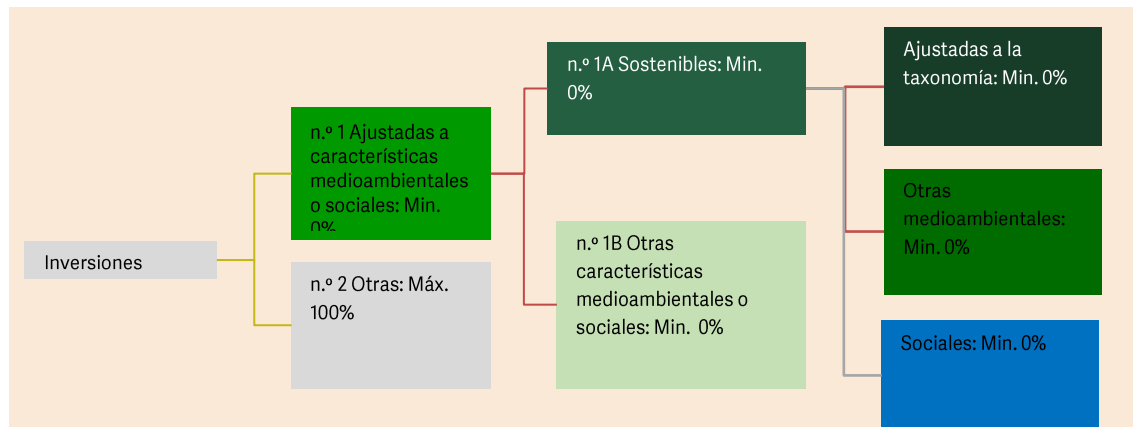 Inversiones
n.º 1 Ajustadas a
características
medioambientales
o sociales: Min.
0%
n.º 2 Otras: Máx.
100%
n.º 1A Sostenibles: Min.
0%
n.º 1B Otras
características
medioambientales o
sociales: Min. 0%
Ajustadas a la
taxonomía: Min. 0%
Otras
medioambientales:
Min. 0%
Sociales: Min. 0%